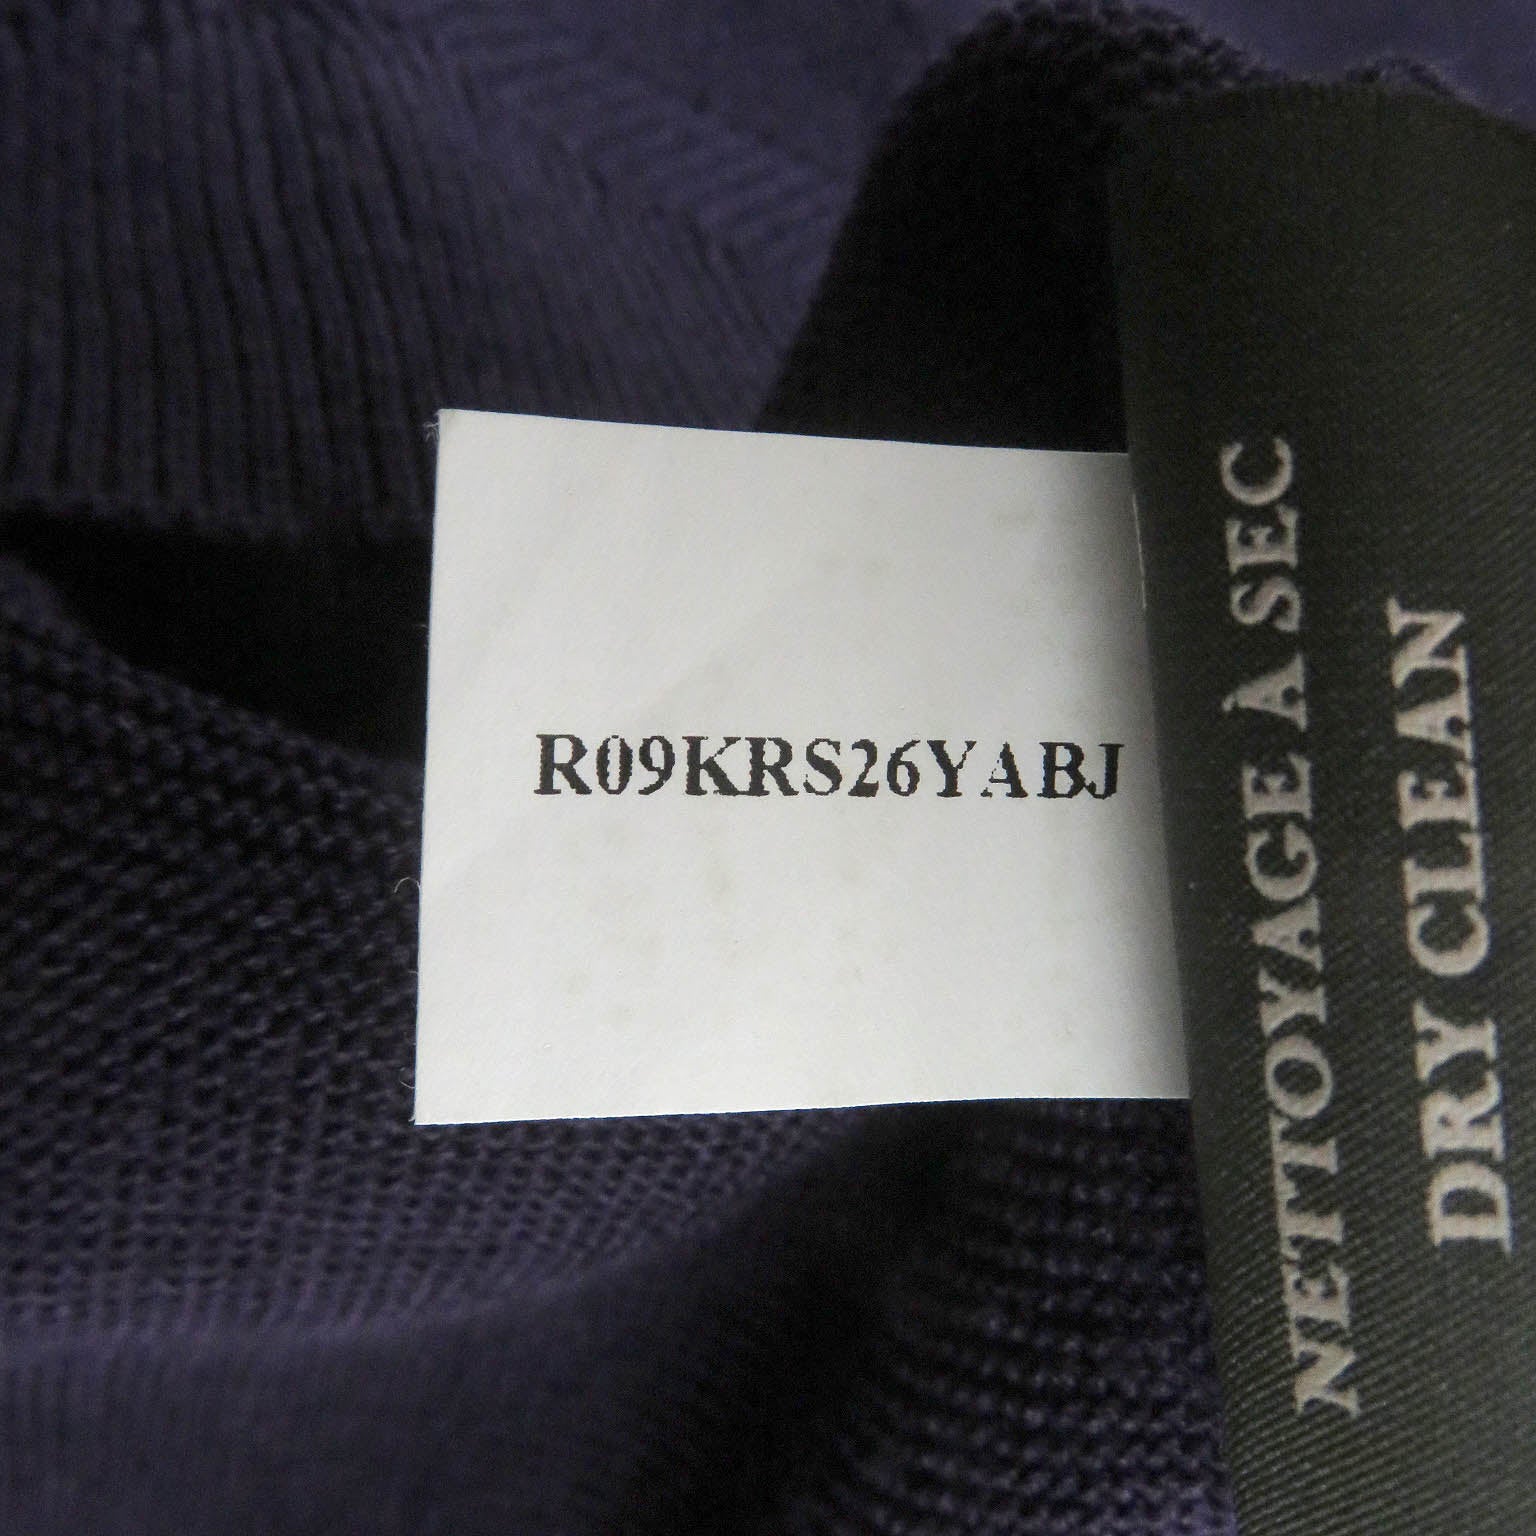 R09KRS26YABJ
NETTOYAGE À SEC
DRY CLEAN